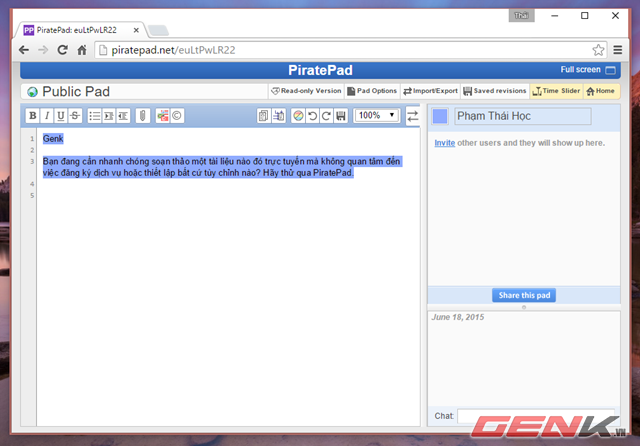 Thái
PiratePad: euLtPwLR22
piratepad.net/euLtPwLR22
PiratePad
Full screen
Public Pad
Read-only Version
Pad Options
Import/Export
Saved revisions
Time Slider
Home
B I U S
100%
Phạm Thái Học
Invite other users and they will show up here.
1 Genk
2
3 Bạn đang cần nhanh chóng soạn thảo một tài liệu nào đó trực tuyến mà không quan tâm đến
việc đăng ký dịch vụ hoặc thiết lập bất cứ tùy chỉnh nào? Hãy thử qua PiratePad.
4
5
Share this pad
June 18, 2015
Chat:
GENK.VN